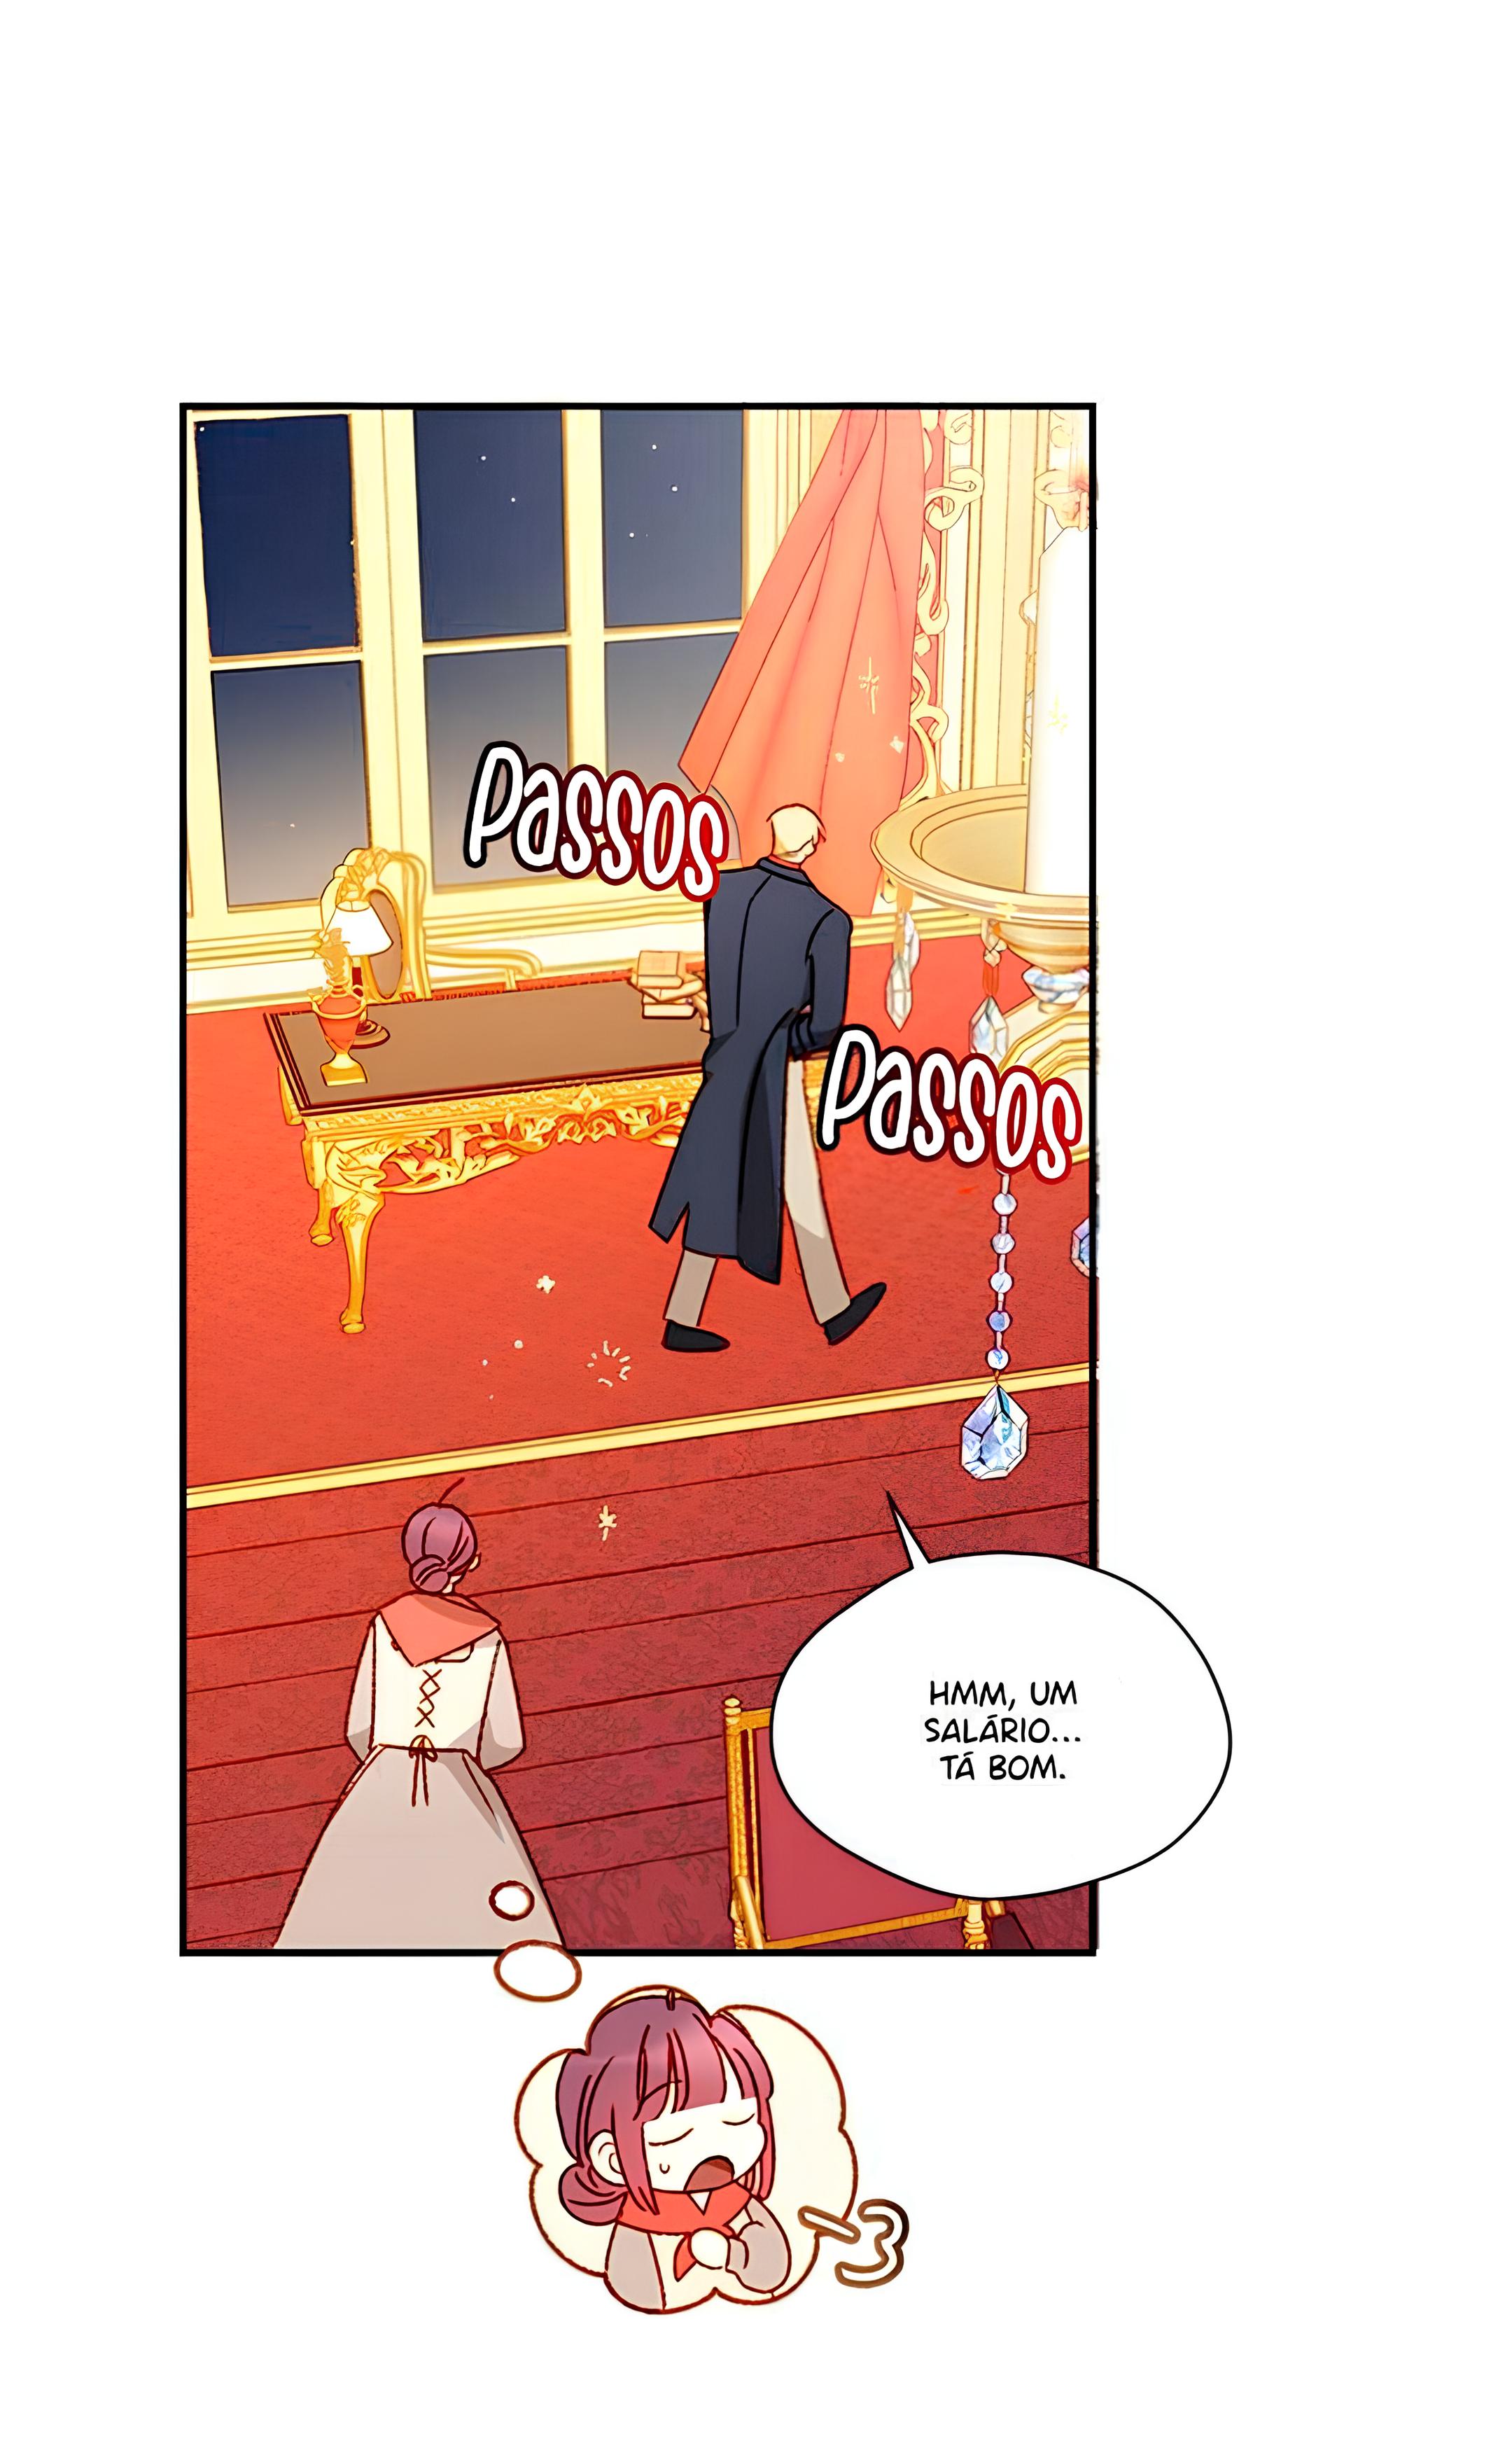 Passos
Passos
HMM, UM
SALÁRIO...
TÁ BOM.